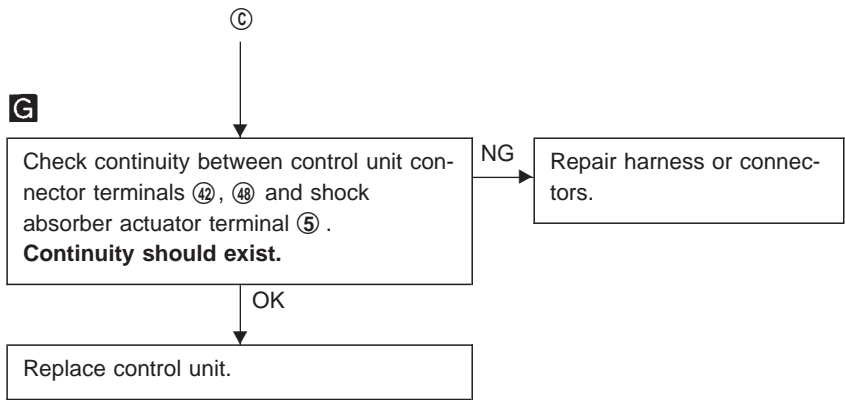 Ⓒ
G
Check continuity between control unit con-
nector terminals ㊷, ㊽ and shock
absorber actuator terminal ⑤ .
Continuity should exist.
NG
Repair harness or connec-
tors.
OK
Replace control unit.